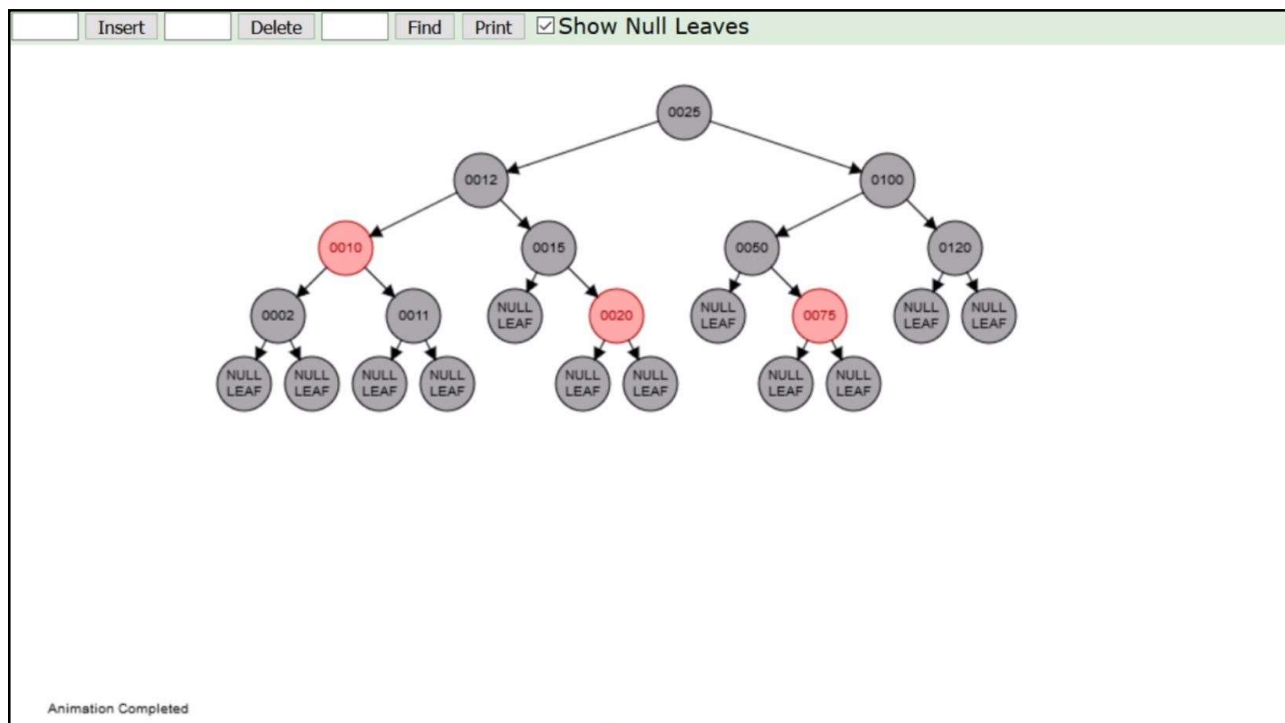 Insert Delete Find Print Show Null Leaves
0025
0012 0100
0010 0015 0050 0120
0002 0011 NULL LEAF 0020 NULL LEAF 0075 NULL LEAF NULL LEAF
NULL LEAF NULL LEAF NULL LEAF NULL LEAF NULL LEAF NULL LEAF NULL LEAF NULL LEAF
Animation Completed